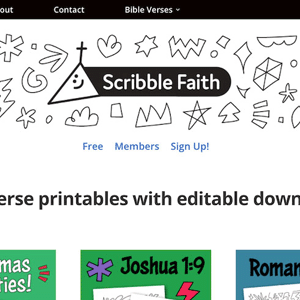 out Contact Bible Verses
Scribble Faith
Free Members Sign Up!
erse printables with editable down
mas Joshua 1:9 Roman
ries!